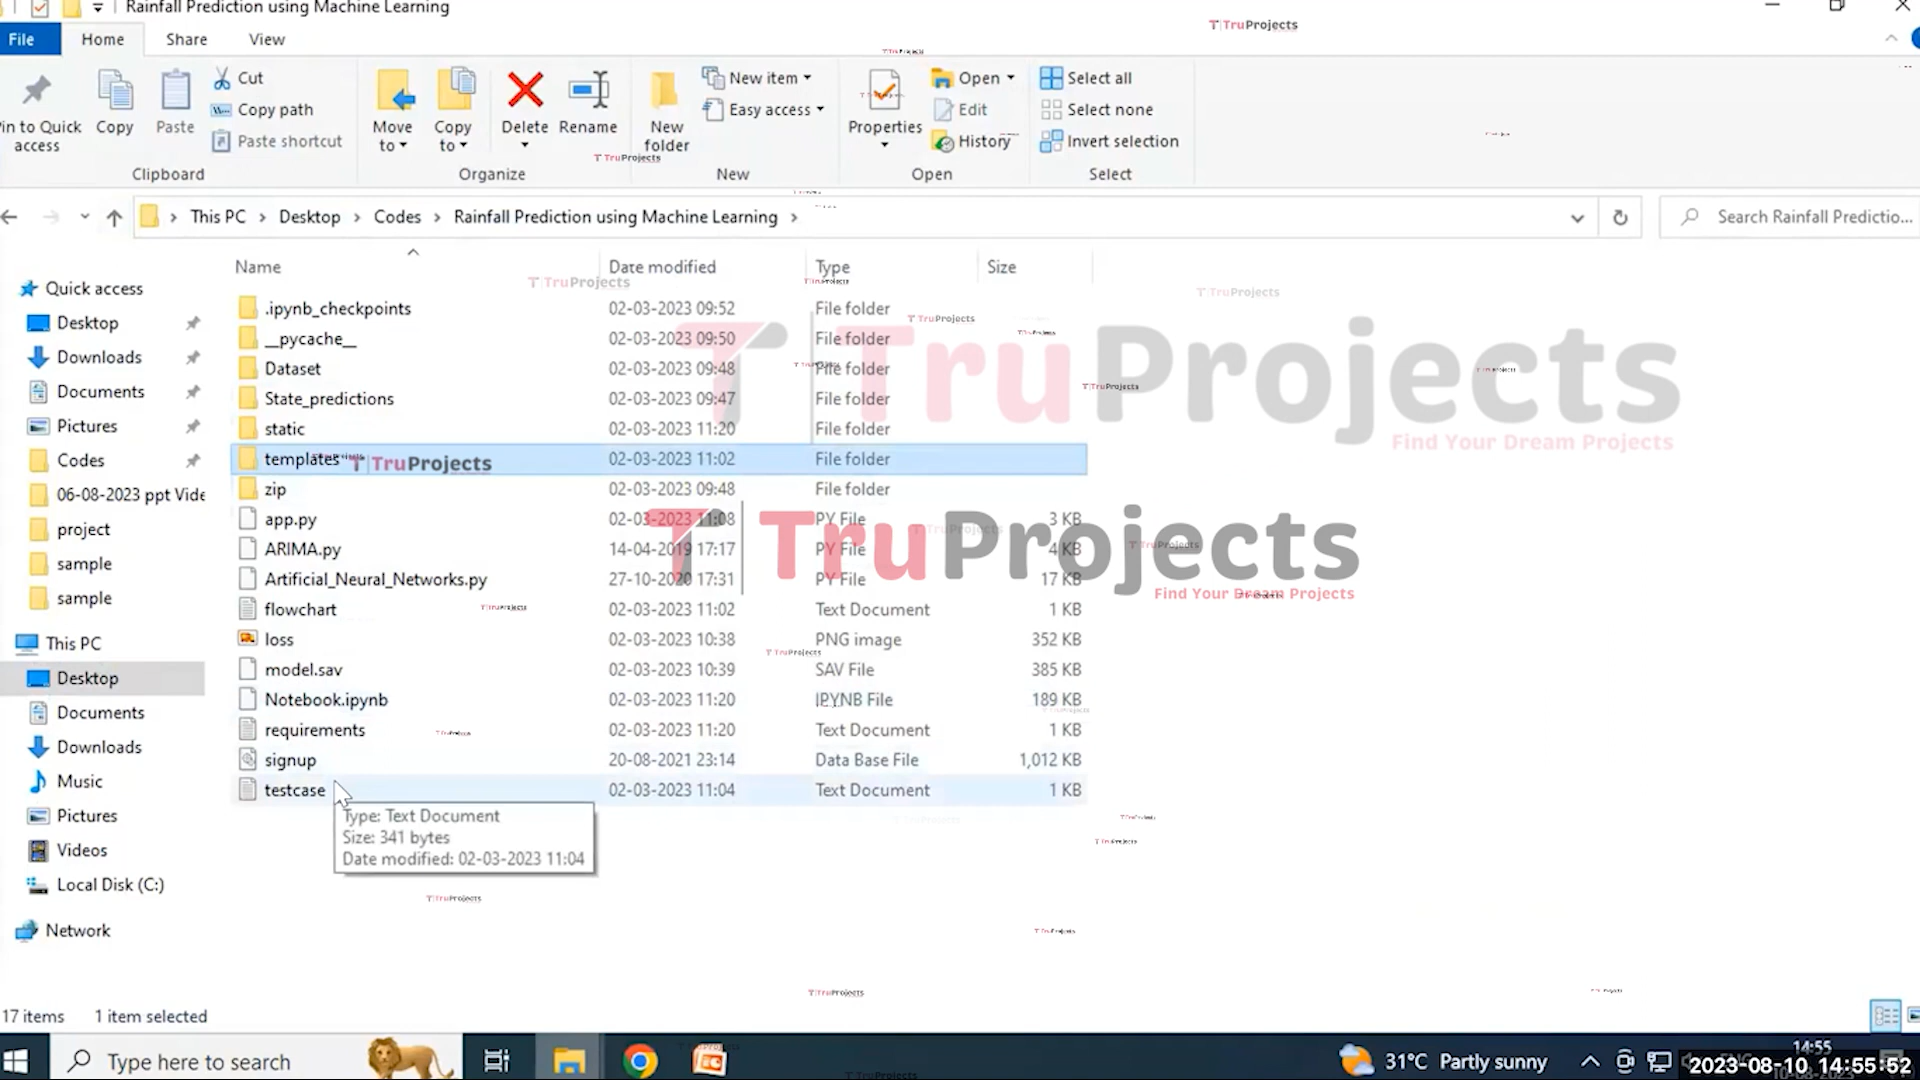 Rainfall Prediction using Machine Learning
File
Home
Share
View
Pin to Quick access
Copy
Paste
Cut
Copy path
Paste shortcut
Clipboard
Move to
Copy to
Delete
Rename
Organize
New folder
New item
Easy access
New
Properties
Open
Edit
History
Open
Select all
Select none
Invert selection
Select
This PC > Desktop > Codes > Rainfall Prediction using Machine Learning >
Search Rainfall Predictio...
Name Date modified Type Size
Quick access
Desktop
Downloads
Documents
Pictures
Codes
06-08-2023 ppt Vide
project
sample
sample
This PC
Desktop
Documents
Downloads
Music
Pictures
Videos
Local Disk (C:)
Network
.ipynb_checkpoints 02-03-2023 09:52 File folder
__pycache__ 02-03-2023 09:50 File folder
Dataset 02-03-2023 09:48 File folder
State_predictions 02-03-2023 09:47 File folder
static 02-03-2023 11:20 File folder
templates 02-03-2023 11:02 File folder
zip 02-03-2023 09:48 File folder
app.py 02-03-2023 11:08 PY File 3 KB
ARIMA.py 14-04-2019 17:17 PY File 4 KB
Artificial_Neural_Networks.py 27-10-2020 17:31 PY File 17 KB
flowchart 02-03-2023 11:02 Text Document 1 KB
loss 02-03-2023 10:38 PNG image 352 KB
model.sav 02-03-2023 10:39 SAV File 385 KB
Notebook.ipynb 02-03-2023 11:20 IPYNB File 189 KB
requirements 02-03-2023 11:20 Text Document 1 KB
signup 20-08-2021 23:14 Data Base File 1,012 KB
testcase 02-03-2023 11:04 Text Document 1 KB
Type: Text Document
Size: 341 bytes
Date modified: 02-03-2023 11:04
TruProjects
TruProjects
TruProjects
TruProjects
TruProjects
Find Your Dream Projects
TruProjects
TruProjects
Find Your Dream Projects
17 items 1 item selected
Type here to search
31°C Partly sunny
14:55
2023-08-10 14:55:52